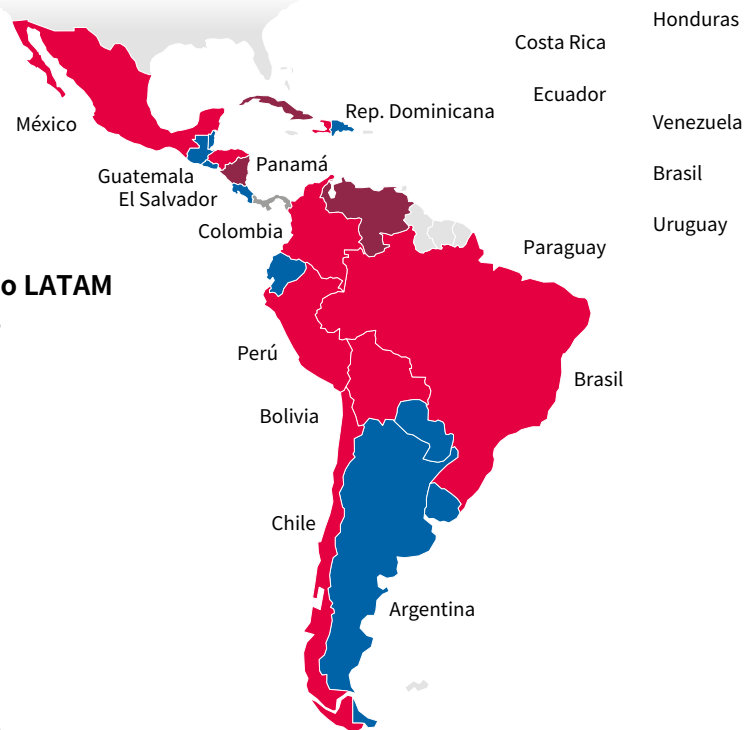 Honduras
Costa Rica
Ecuador
Rep. Dominicana
México
Venezuela
Panamá
Guatemala
Brasil
El Salvador
Colombia
Uruguay
Paraguay
o LATAM
Perú
Brasil
Bolivia
Chile
Argentina